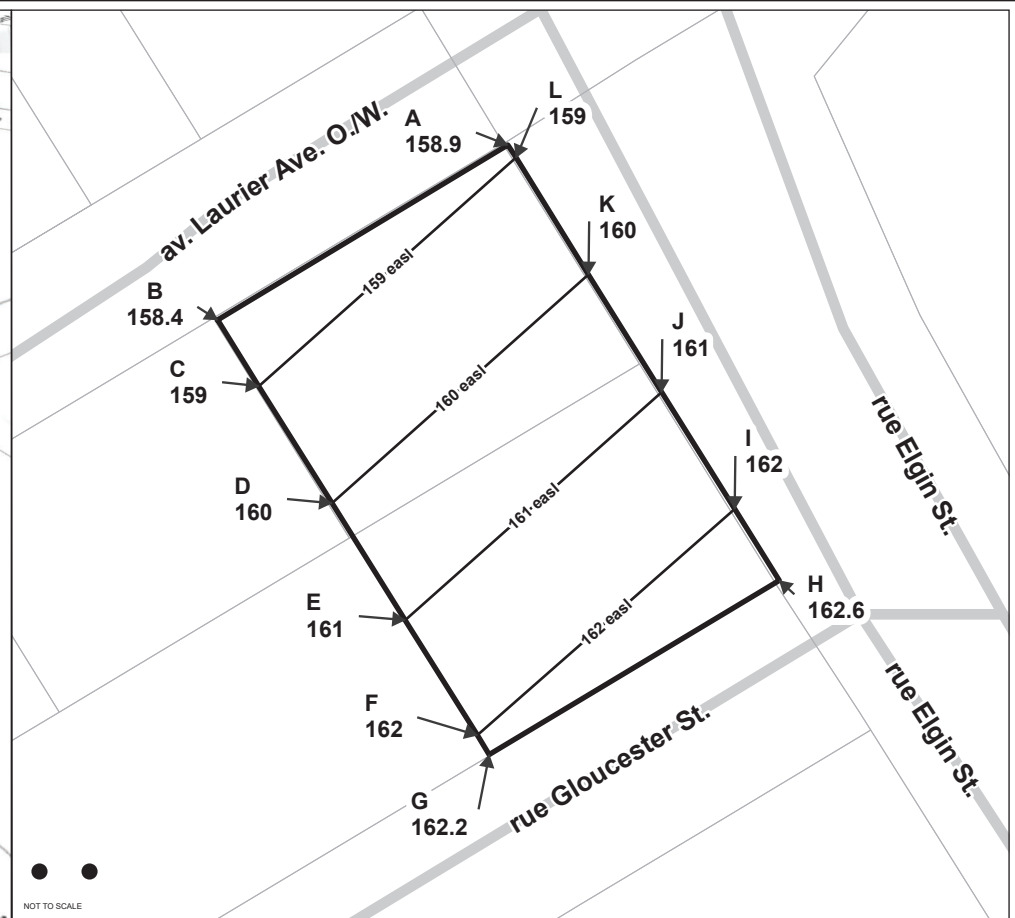 L
159
A
158.9
av. Laurier Ave. O./W.
K
160
159 easl
B
158.4
J
161
C
159
160 easl
rue Elgin St.
I
162
D
160
161 easl
H
162.6
E
161
162 easl
rue Elgin St.
F
162
rue Gloucester St.
G
162.2
NOT TO SCALE